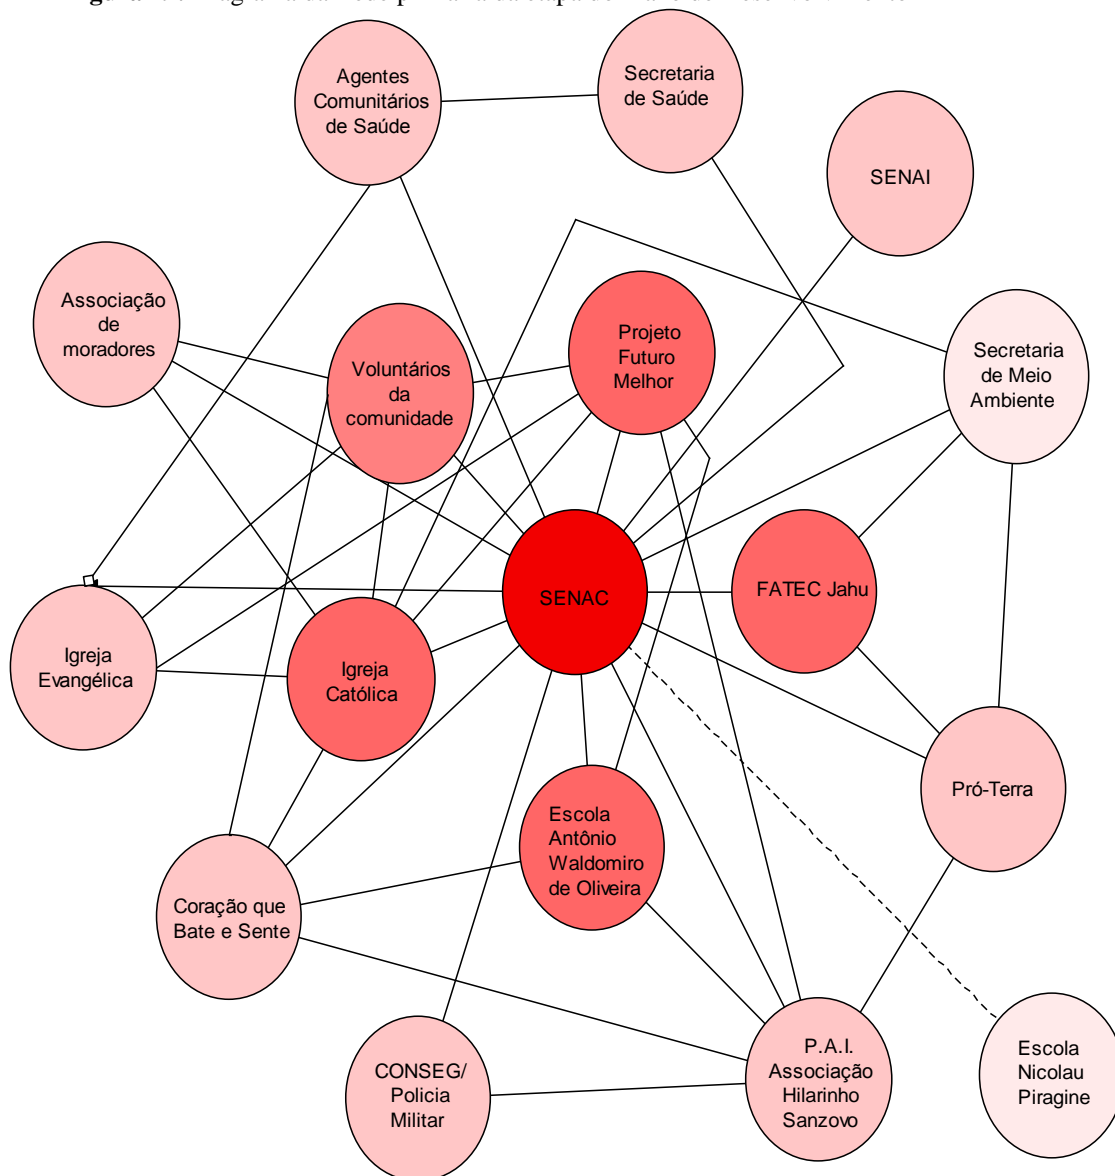 Agentes
Comunitários
de Saúde
Secretaria
de Saúde
SENAI
Associação
de
moradores
Voluntários
da
comunidade
Projeto
Futuro
Melhor
Secretaria
de Meio
Ambiente
SENAC
FATEC Jahu
Igreja
Evangélica
Igreja
Católica
Pró-Terra
Escola
Antônio
Waldomiro
de Oliveira
Coração que
Bate e Sente
CONSEG/
Policia
Militar
P.A.I.
Associação
Hilarinho
Sanzovo
Escola
Nicolau
Piragine